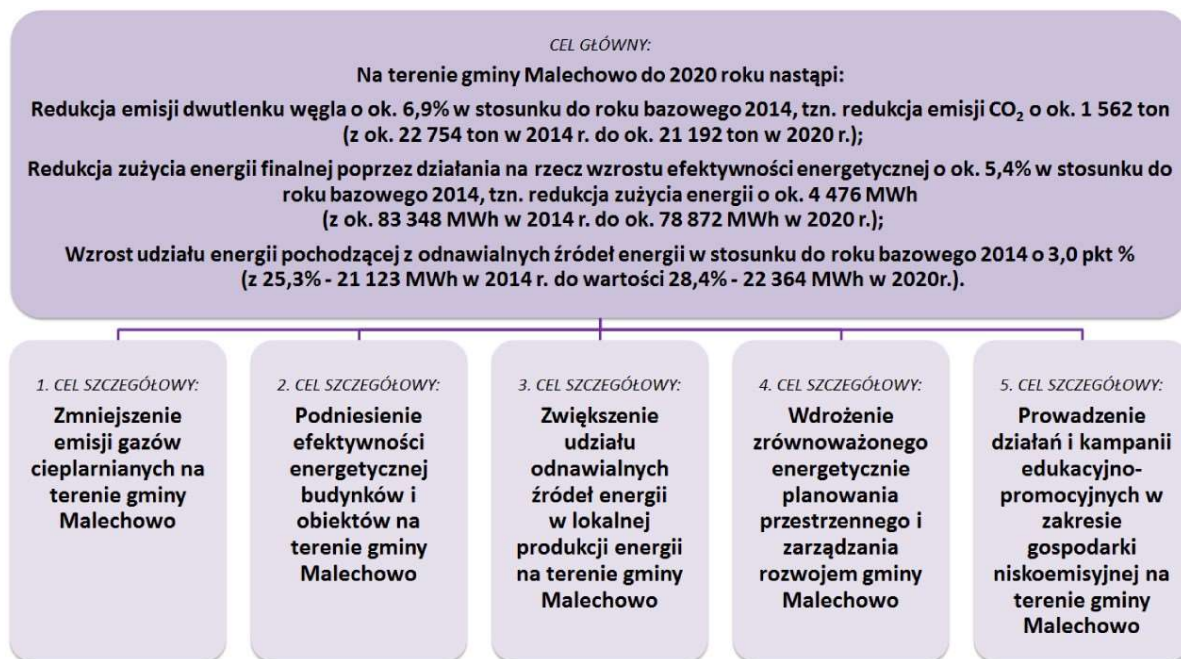 CEL GŁÓWNY:
Na terenie gminy Malechowo do 2020 roku nastąpi:
Redukcja emisji dwutlenku węgla o ok. 6,9% w stosunku do roku bazowego 2014, tzn. redukcja emisji CO₂ o ok. 1 562 ton
(z ok. 22 754 ton w 2014 r. do ok. 21 192 ton w 2020 r.);
Redukcja zużycia energii finalnej poprzez działania na rzecz wzrostu efektywności energetycznej o ok. 5,4% w stosunku do
roku bazowego 2014, tzn. redukcja zużycia energii o ok. 4 476 MWh
(z ok. 83 348 MWh w 2014 r. do ok. 78 872 MWh w 2020 r.);
Wzrost udziału energii pochodzącej z odnawialnych źródeł energii w stosunku do roku bazowego 2014 o 3,0 pkt %
(z 25,3% - 21 123 MWh w 2014 r. do wartości 28,4% - 22 364 MWh w 2020r.).
1. CEL SZCZEGÓŁOWY:
Zmniejszenie
emisji gazów
cieplarnianych na
terenie gminy
Malechowo
2. CEL SZCZEGÓŁOWY:
Podniesienie
efektywności
energetycznej
budynków i
obiektów na
terenie gminy
Malechowo
3. CEL SZCZEGÓŁOWY:
Zwiększenie
udziału
odnawialnych
źródeł energii
w lokalnej
produkcji energii
na terenie gminy
Malechowo
4. CEL SZCZEGÓŁOWY:
Wdrożenie
zrównoważonego
energetycznie
planowania
przestrzennego i
zarządzania
rozwojem gminy
Malechowo
5. CEL SZCZEGÓŁOWY:
Prowadzenie
działań i kampanii
edukacyjno-
promocyjnych w
zakresie
gospodarki
niskoemisyjnej na
terenie gminy
Malechowo